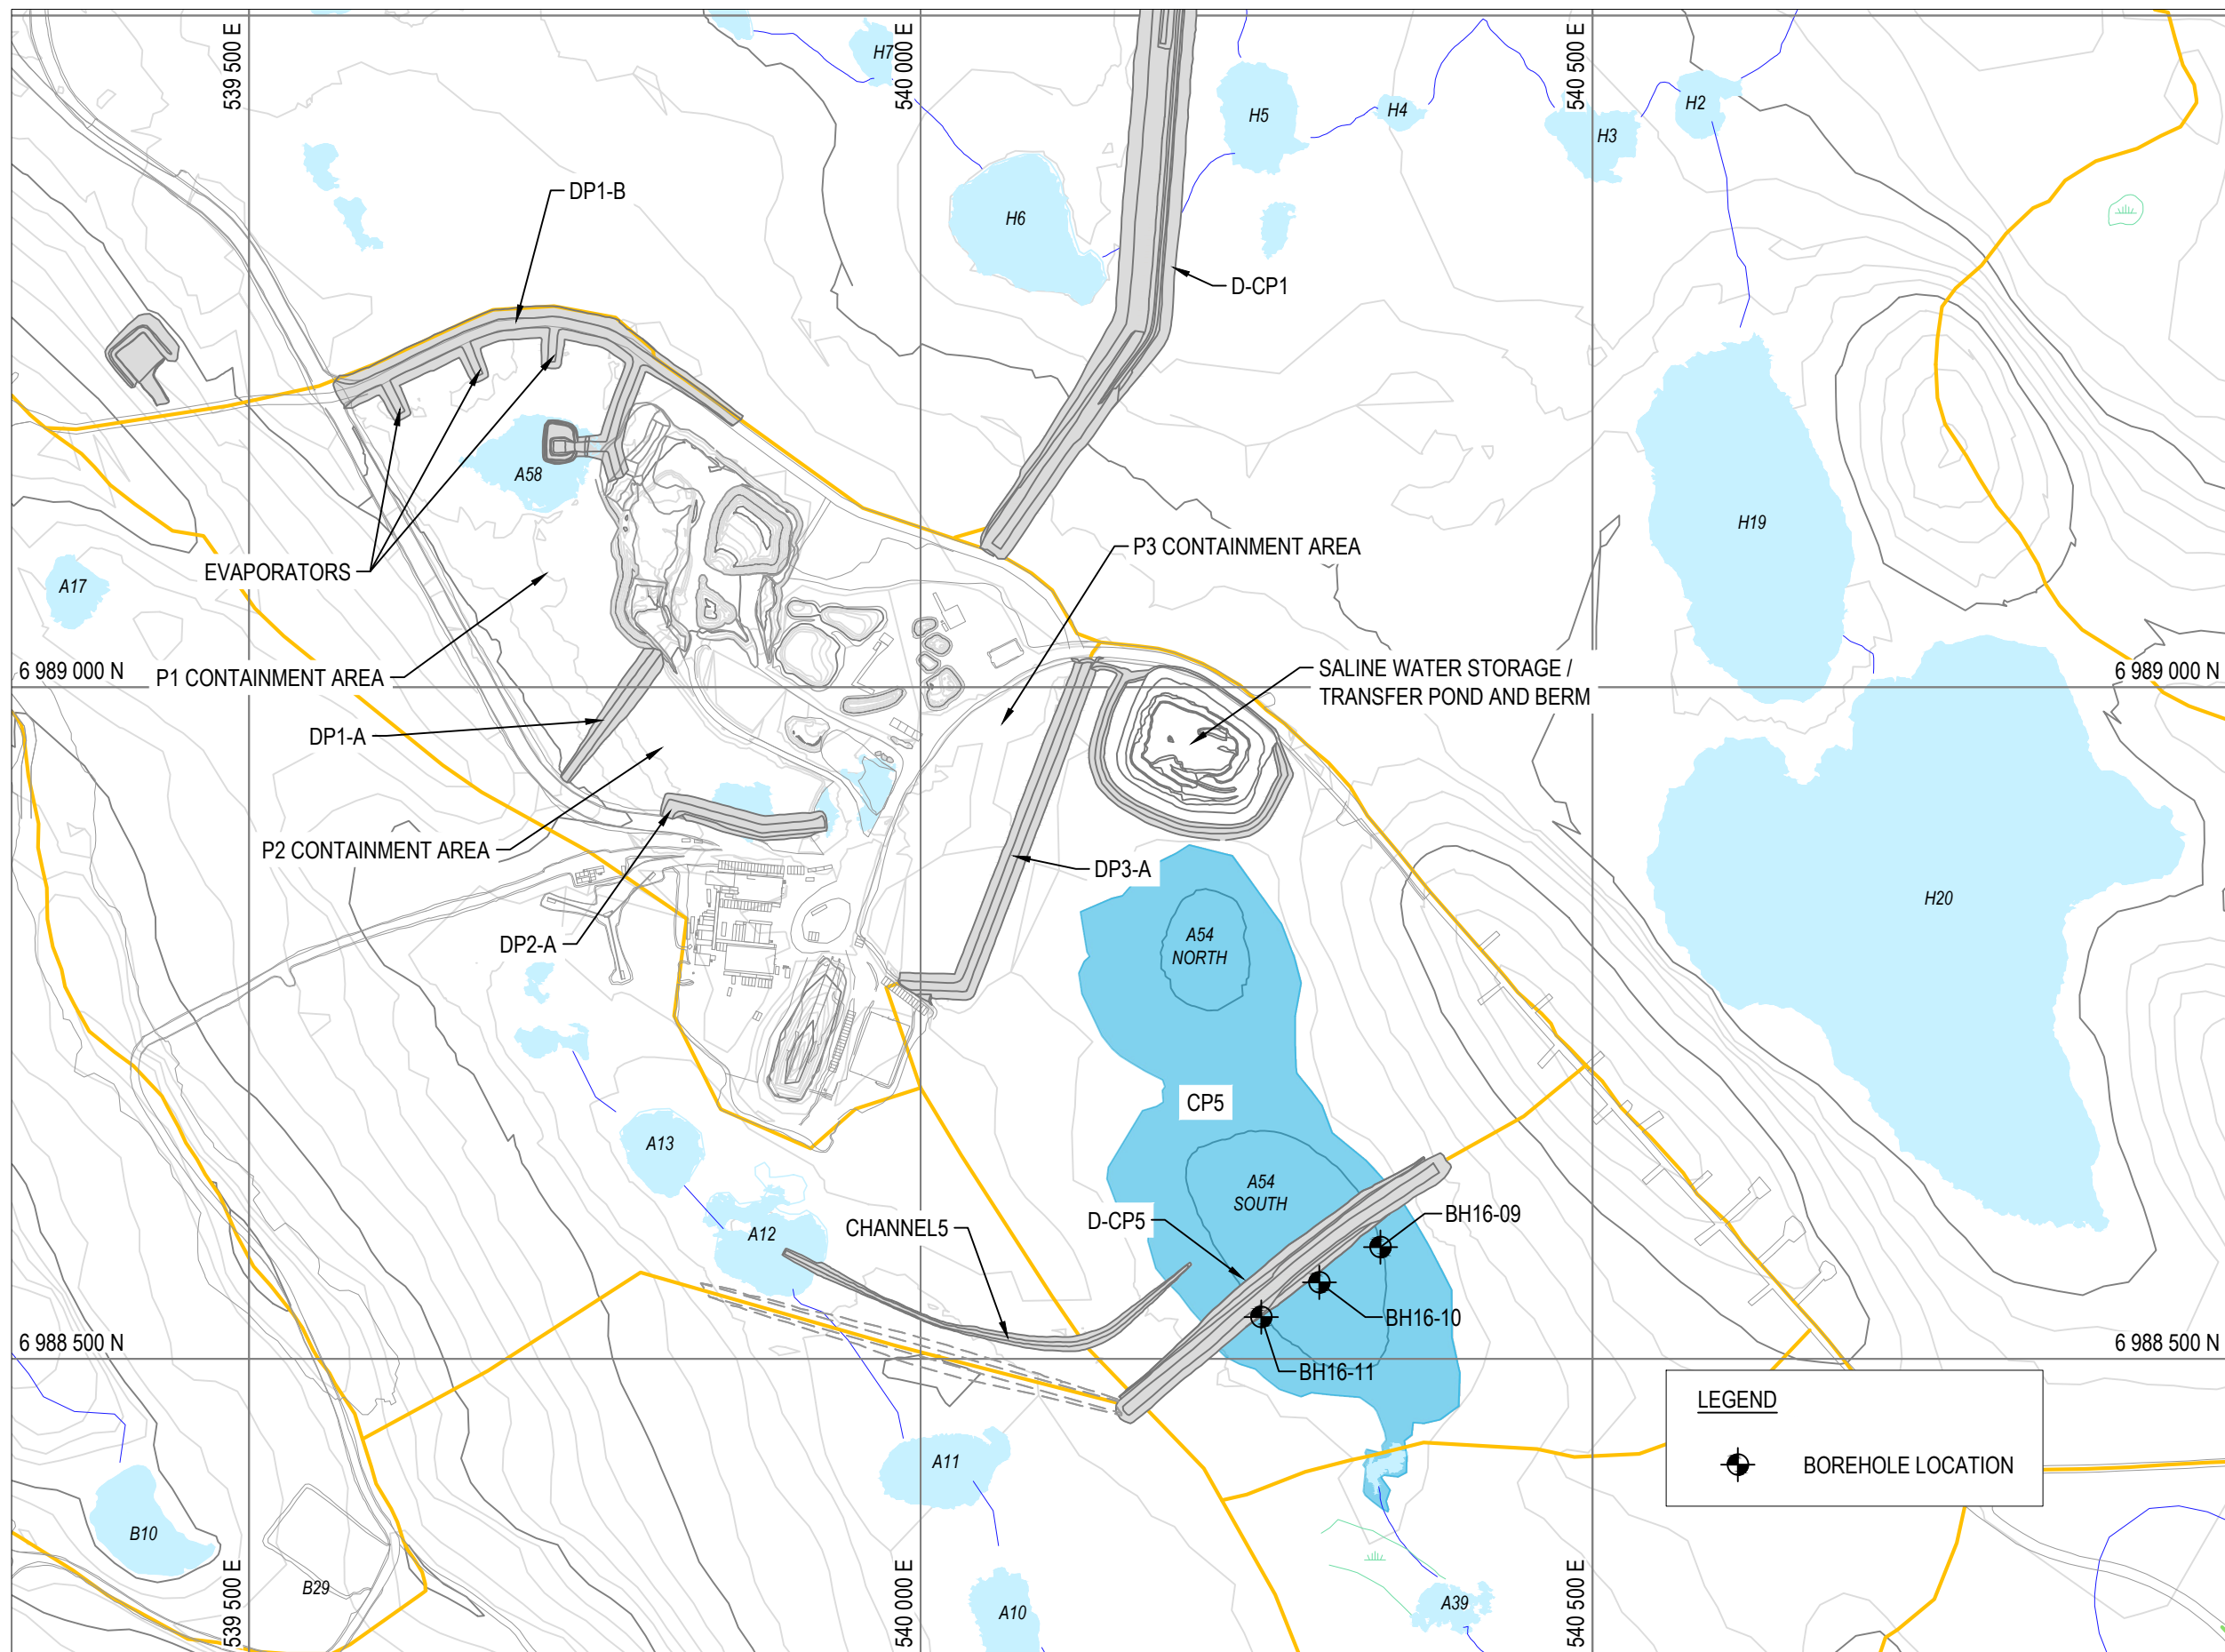 539 500 E
540 000 E
540 500 E
H7
H5
H4
H3
H2
DP1-B
H6
D-CP1
A58
H19
A17
EVAPORATORS
P3 CONTAINMENT AREA
6 989 000 N
P1 CONTAINMENT AREA
SALINE WATER STORAGE /
TRANSFER POND AND BERM
6 989 000 N
DP1-A
P2 CONTAINMENT AREA
DP3-A
H20
DP2-A
A54
NORTH
CP5
A13
A54
SOUTH
A12
CHANNEL5
D-CP5
BH16-09
BH16-10
6 988 500 N
6 988 500 N
BH16-11
LEGEND
BOREHOLE LOCATION
A11
B10
B29
A10
A39
539 500 E
540 000 E
540 500 E